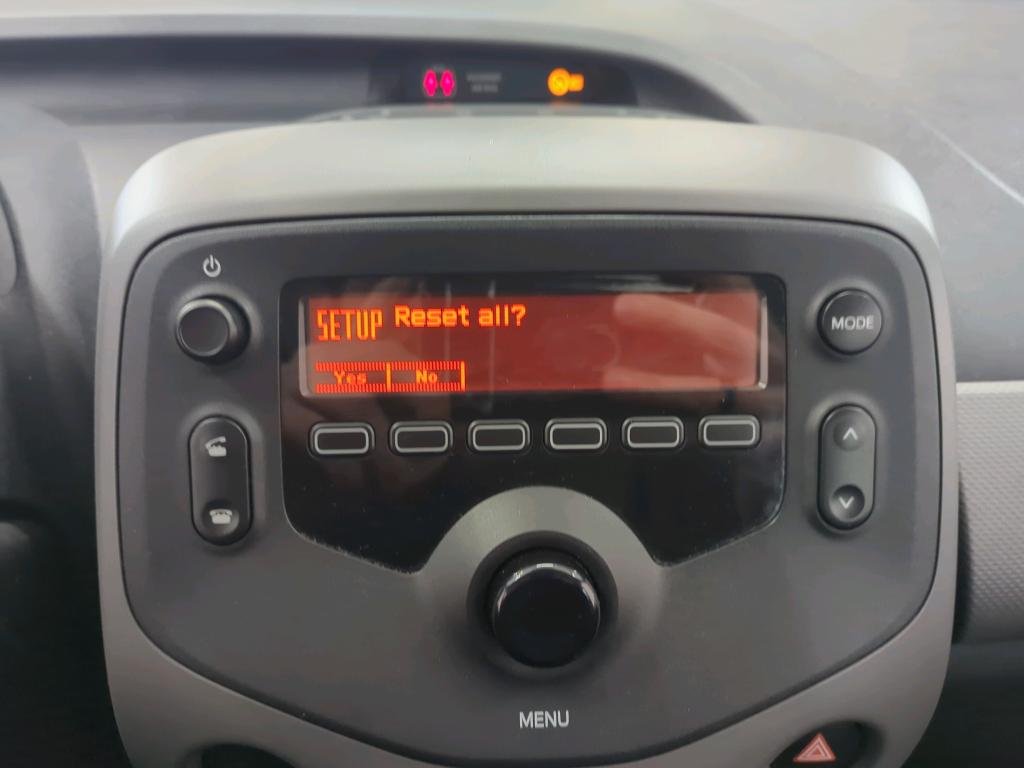 SETUP Reset all?
Yes No
MODE
MENU